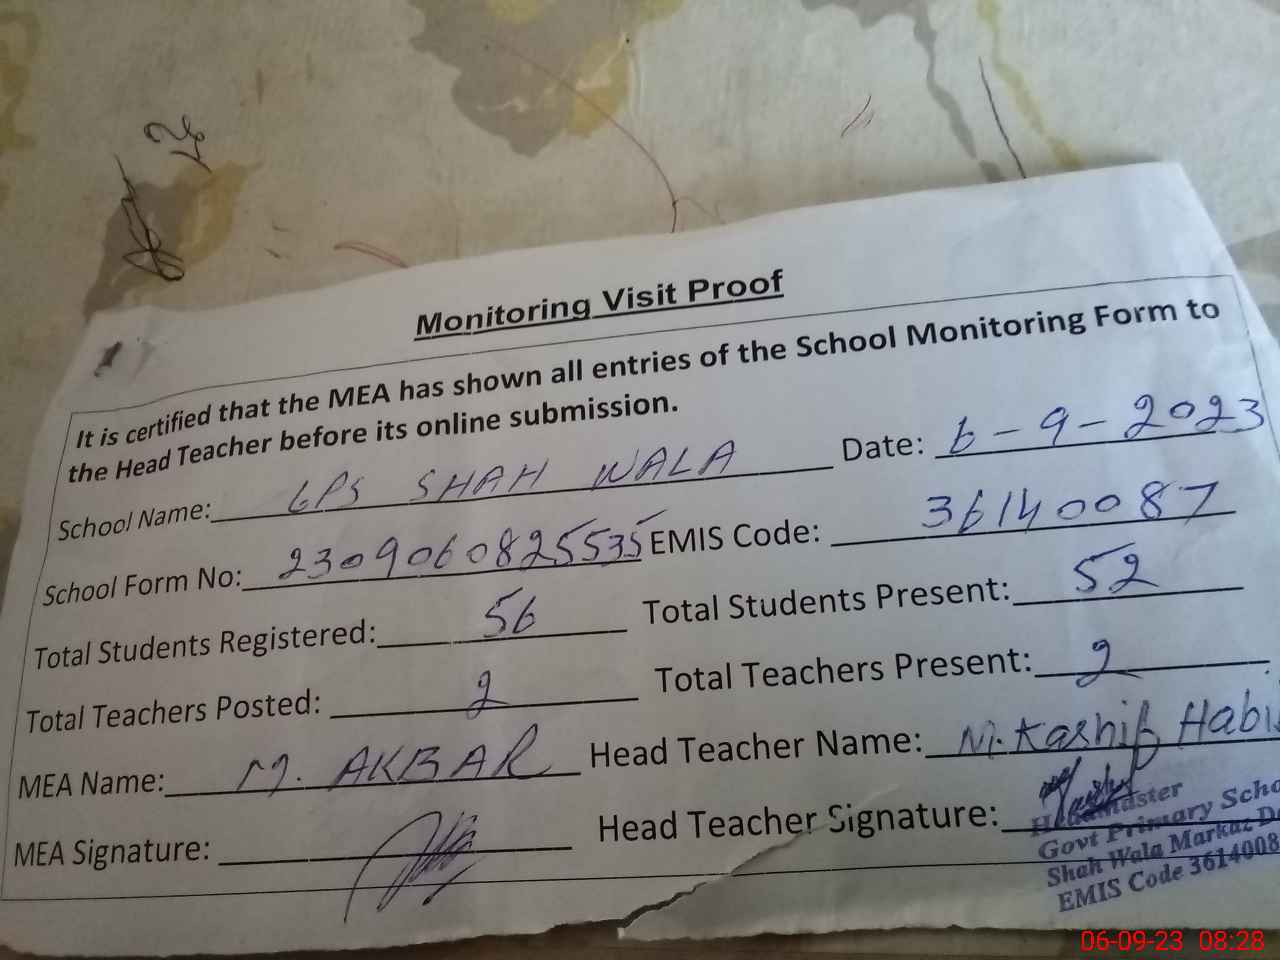 Monitoring Visit Proof
It is certified that the MEA has shown all entries of the School Monitoring Form to
the Head Teacher before its online submission.
School Name: GPS SHAH WALA Date: 6-9-2023
School Form No: 2309060825535 EMIS Code: 36140087
Total Students Registered: 56 Total Students Present: 52
Total Teachers Posted: 2 Total Teachers Present: 2
MEA Name: M. AKBAR Head Teacher Name: M. Kashif
MEA Signature: Head Teacher Signature:
Headmaster
Govt Primary
Shah Wala Markaz
EMIS Code 3614008
06-09-23 08:28